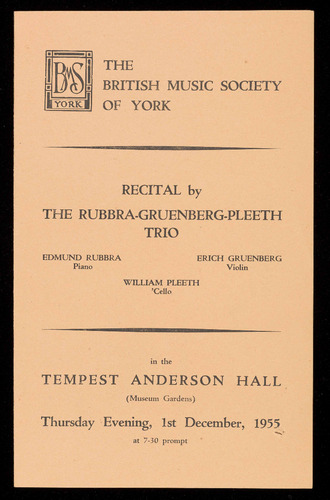 BMS
YORK
THE
BRITISH MUSIC SOCIETY
OF YORK
RECITAL by
THE RUBBRA-GRUENBERG-PLEETH
TRIO
EDMUND RUBBRA
Piano
ERICH GRUENBERG
Violin
WILLIAM PLEETH
'Cello
in the
TEMPEST ANDERSON HALL
(Museum Gardens)
Thursday Evening, 1st December, 1955
at 7-30 prompt